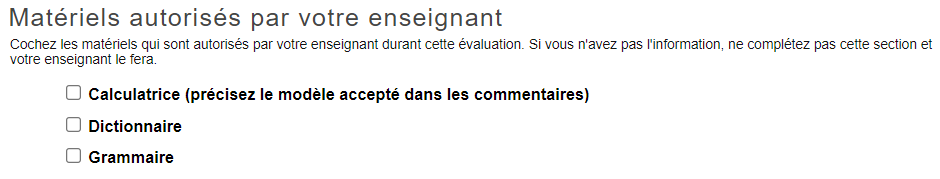 Matériels autorisés par votre enseignant
Cochez les matériels qui sont autorisés par votre enseignant durant cette évaluation. Si vous n'avez pas l'information, ne complétez pas cette section et
votre enseignant le fera.
Calculatrice (précisez le modèle accepté dans les commentaires)
Dictionnaire
Grammaire